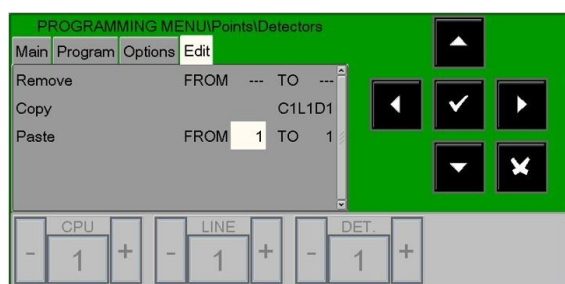 PROGRAMMING MENU\Points\Detectors
Main Program Options Edit
Remove FROM --- TO ---
Copy C1L1D1
Paste FROM 1 TO 1
CPU LINE DET.
- 1 + - 1 + - 1 +